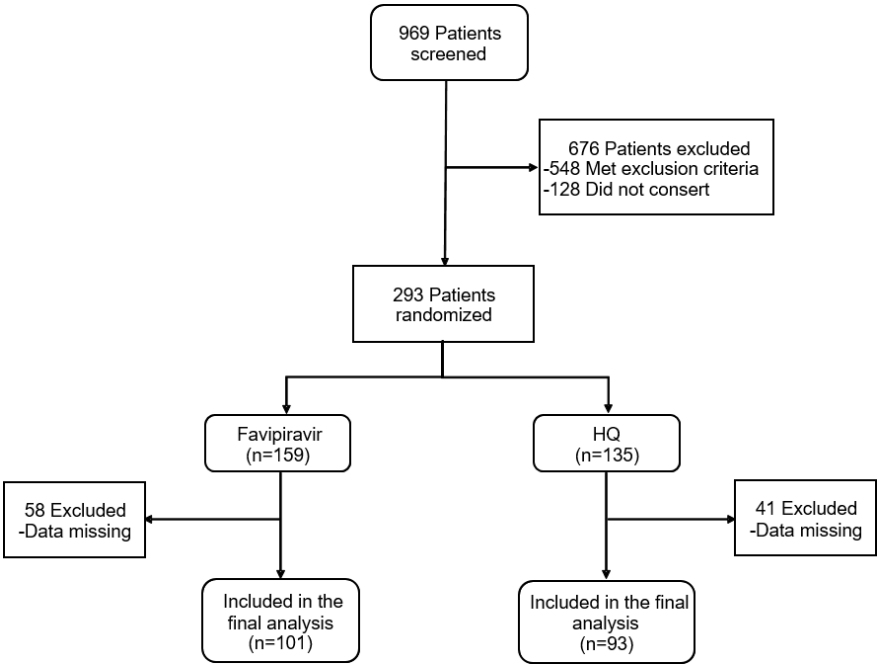 969 Patients
screened
676 Patients excluded
-548 Met exclusion criteria
-128 Did not consert
293 Patients
randomized
Favipiravir
(n=159)
HQ
(n=135)
58 Excluded
-Data missing
41 Excluded
-Data missing
Included in the
final analysis
(n=101)
Included in the final
analysis
(n=93)